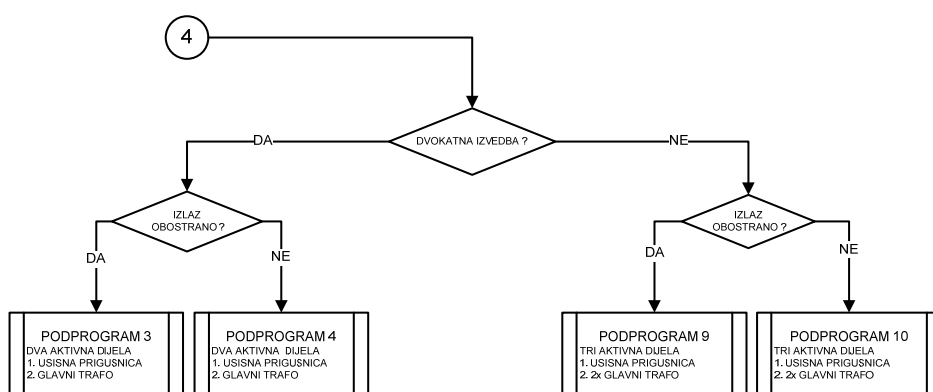 4
DVOKATNA IZVEDBA ?
DA
NE
IZLAZ
OBOSTRANO ?
IZLAZ
OBOSTRANO ?
DA
NE
DA
NE
PODPROGRAM 3
DVA AKTIVNA DIJELA
1. USISNA PRIGUSNICA
2. GLAVNI TRAFO
PODPROGRAM 4
DVA AKTIVNA DIJELA
1. USISNA PRIGUSNICA
2. GLAVNI TRAFO
PODPROGRAM 9
TRI AKTIVNA DIJELA
1. USISNA PRIGUSNICA
2. 2x GLAVNI TRAFO
PODPROGRAM 10
TRI AKTIVNA DIJELA
1. USISNA PRIGUSNICA
2. 2x GLAVNI TRAFO